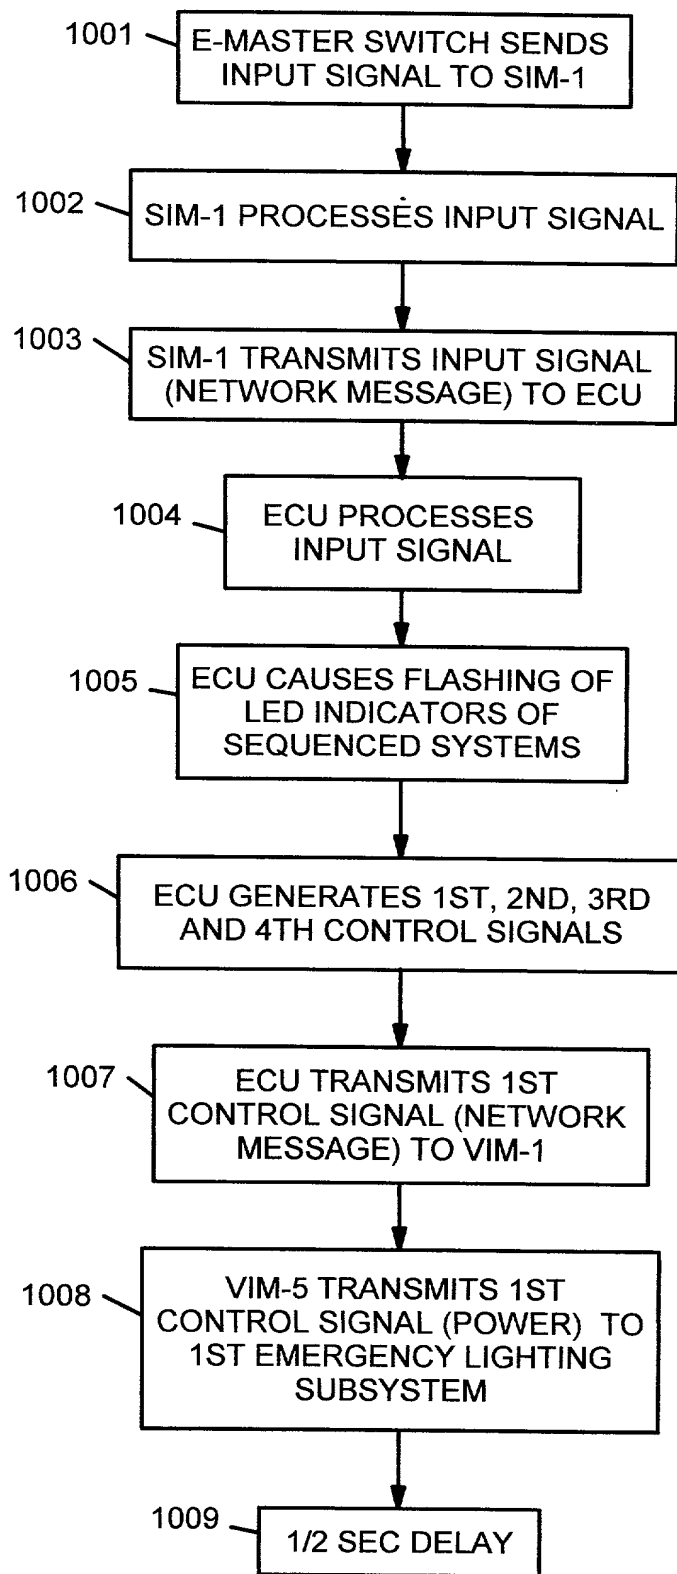 1001
E-MASTER SWITCH SENDS
INPUT SIGNAL TO SIM-1
1002
SIM-1 PROCESSES INPUT SIGNAL
1003
SIM-1 TRANSMITS INPUT SIGNAL
(NETWORK MESSAGE) TO ECU
1004
ECU PROCESSES
INPUT SIGNAL
1005
ECU CAUSES FLASHING OF
LED INDICATORS OF
SEQUENCED SYSTEMS
1006
ECU GENERATES 1ST, 2ND, 3RD
AND 4TH CONTROL SIGNALS
1007
ECU TRANSMITS 1ST
CONTROL SIGNAL (NETWORK
MESSAGE) TO VIM-1
1008
VIM-5 TRANSMITS 1ST
CONTROL SIGNAL (POWER) TO
1ST EMERGENCY LIGHTING
SUBSYSTEM
1009
1/2 SEC DELAY